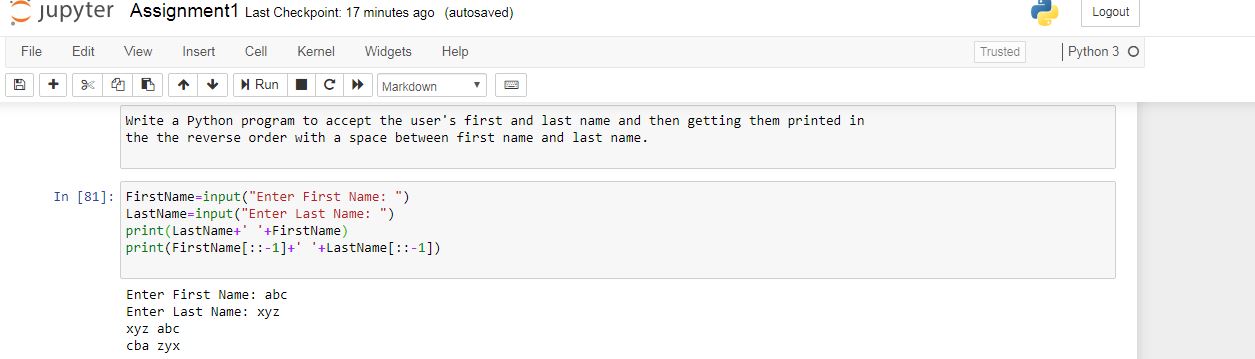 jupyter Assignment1 Last Checkpoint: 17 minutes ago (autosaved) Logout
File Edit View Insert Cell Kernel Widgets Help Trusted Python 3
Run Markdown
Write a Python program to accept the user's first and last name and then getting them printed in
the the reverse order with a space between first name and last name.
In [81]: FirstName=input("Enter First Name: ")
LastName=input("Enter Last Name: ")
print(LastName+' '+FirstName)
print(FirstName[::-1]+' '+LastName[::-1])
Enter First Name: abc
Enter Last Name: xyz
xyz abc
cba zyx